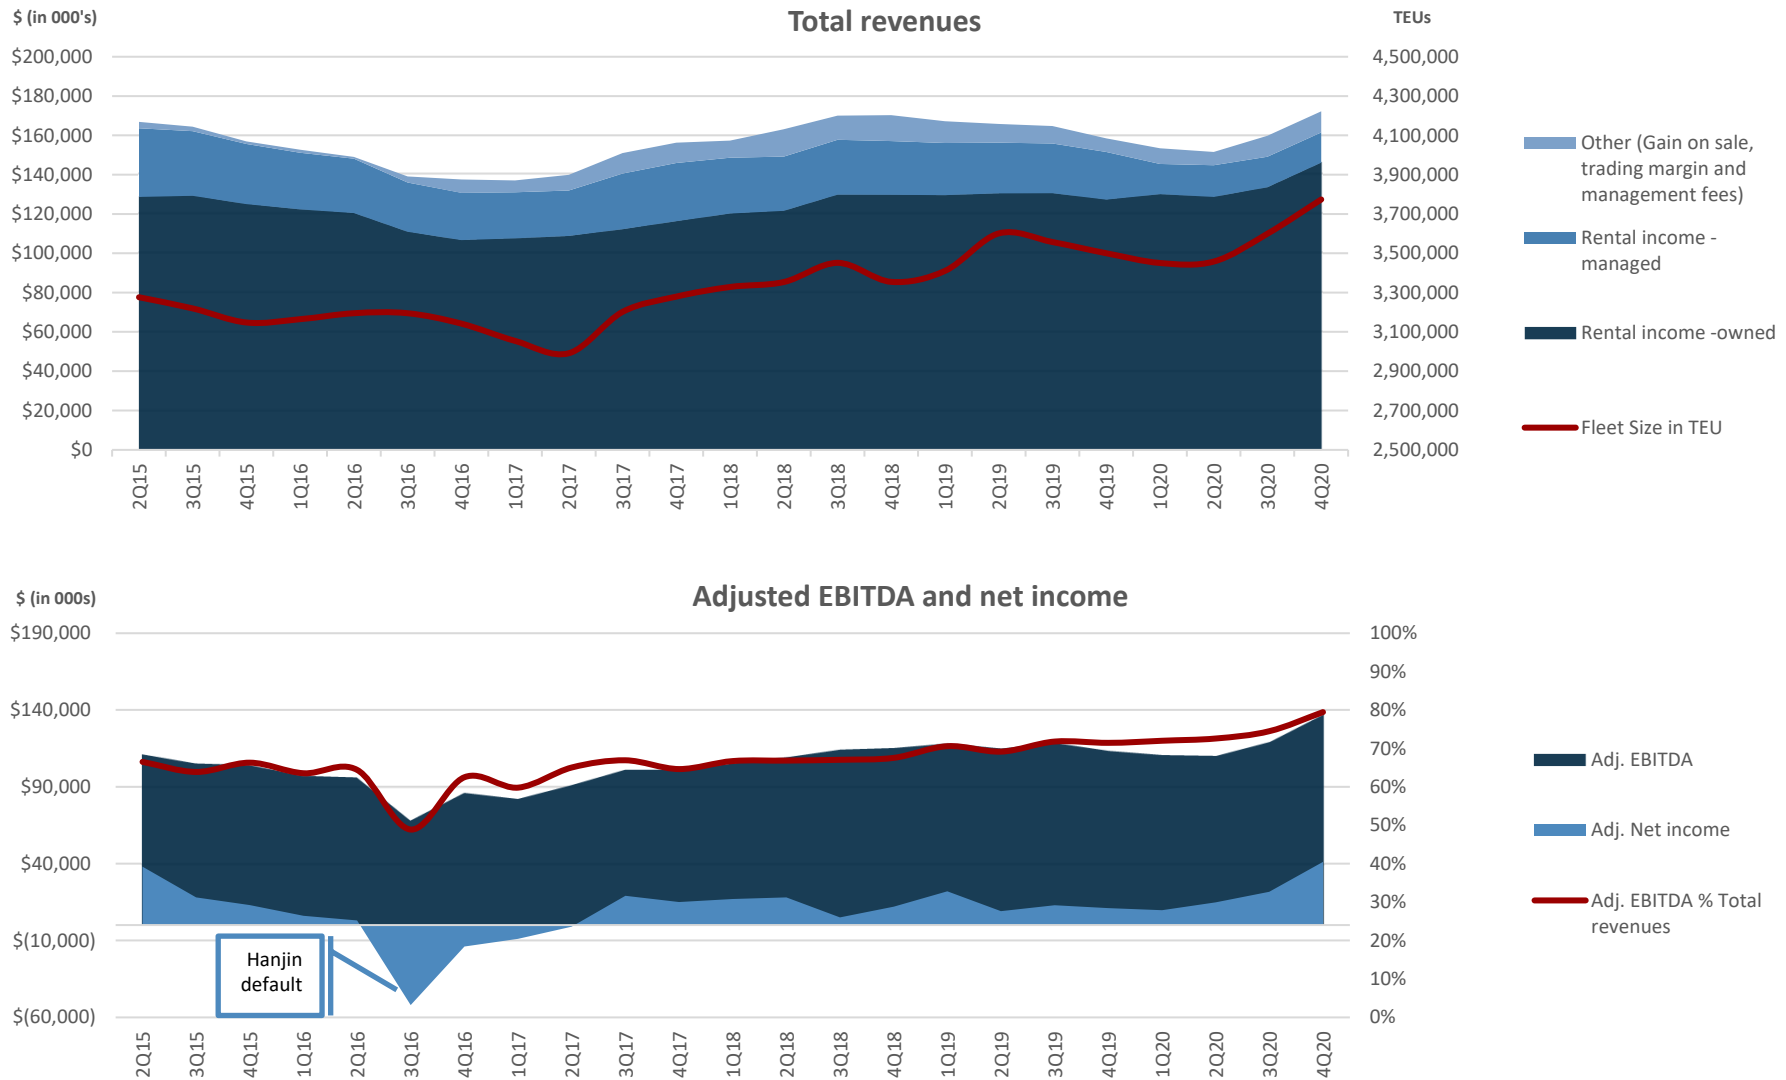 $ (in 000's)
Total revenues
TEUs
$200,000
$180,000
$160,000
$140,000
$120,000
$100,000
$80,000
$60,000
$40,000
$20,000
$0
4,500,000
4,300,000
4,100,000
3,900,000
3,700,000
3,500,000
3,300,000
3,100,000
2,900,000
2,700,000
2,500,000
2Q15
3Q15
4Q15
1Q16
2Q16
3Q16
4Q16
1Q17
2Q17
3Q17
4Q17
1Q18
2Q18
3Q18
4Q18
1Q19
2Q19
3Q19
4Q19
1Q20
2Q20
3Q20
4Q20
Other (Gain on sale,
trading margin and
management fees)
Rental income -
managed
Rental income -owned
Fleet Size in TEU
$ (in 000s)
Adjusted EBITDA and net income
$190,000
$140,000
$90,000
$40,000
$(10,000)
$(60,000)
100%
90%
80%
70%
60%
50%
40%
30%
20%
10%
0%
Hanjin
default
2Q15
3Q15
4Q15
1Q16
2Q16
3Q16
4Q16
1Q17
2Q17
3Q17
4Q17
1Q18
2Q18
3Q18
4Q18
1Q19
2Q19
3Q19
4Q19
1Q20
2Q20
3Q20
4Q20
Adj. EBITDA
Adj. Net income
Adj. EBITDA % Total
revenues